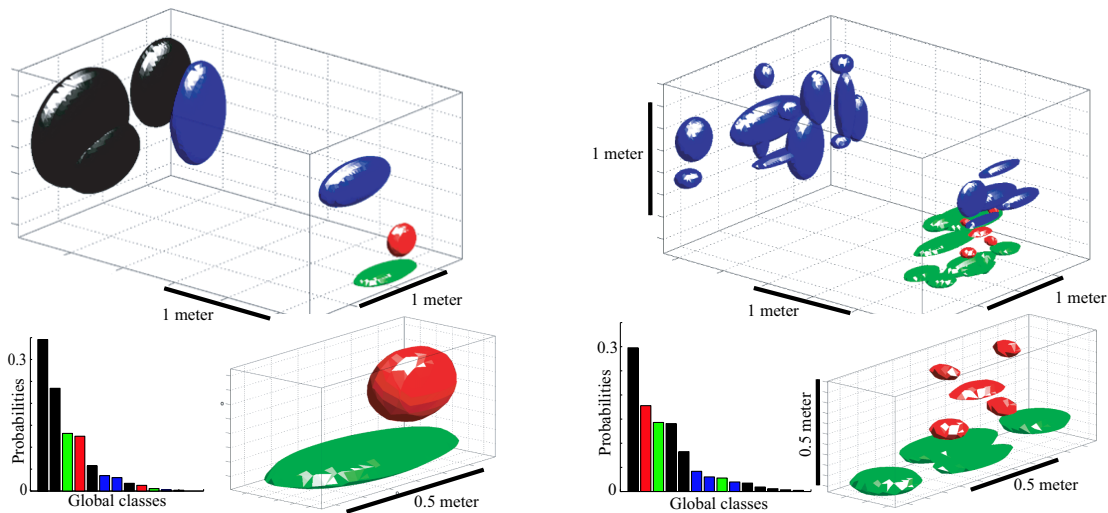 1 meter
1 meter
0.3
Probabilities
0
Global classes
0.5 meter
1 meter
1 meter
1 meter
0.3
Probabilities
0
Global classes
0.5 meter
0.5 meter